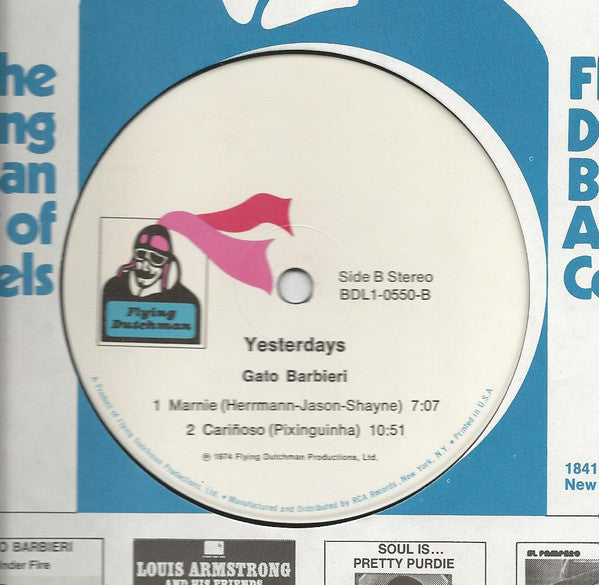 he
ng
an
of
els
Fl
D
B
A
Co
Side B Stereo
BDL1-0550-B
Flying
Dutchman
Yesterdays
Gato Barbieri
1 Marnie (Herrmann-Jason-Shayne) 7:07
2 Cariñoso (Pixinguinha) 10:51
℗ 1974 Flying Dutchman Productions, Ltd.
A Product of Flying Dutchman Productions, Ltd. • Manufactured and Distributed by RCA Records, New York, N.Y. • Printed in U.S.A.
1841
New
O BARBIERI
nder Fire
LOUIS ARMSTRONG
AND HIS FRIENDS
SOUL IS...
PRETTY PURDIE
EL PAMPERO